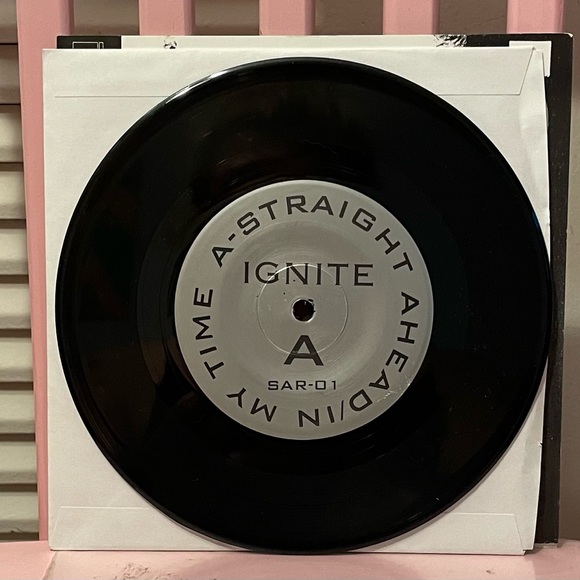 A-STRAIGHT AHEAD/IN MY TIME
IGNITE
A
SAR-01